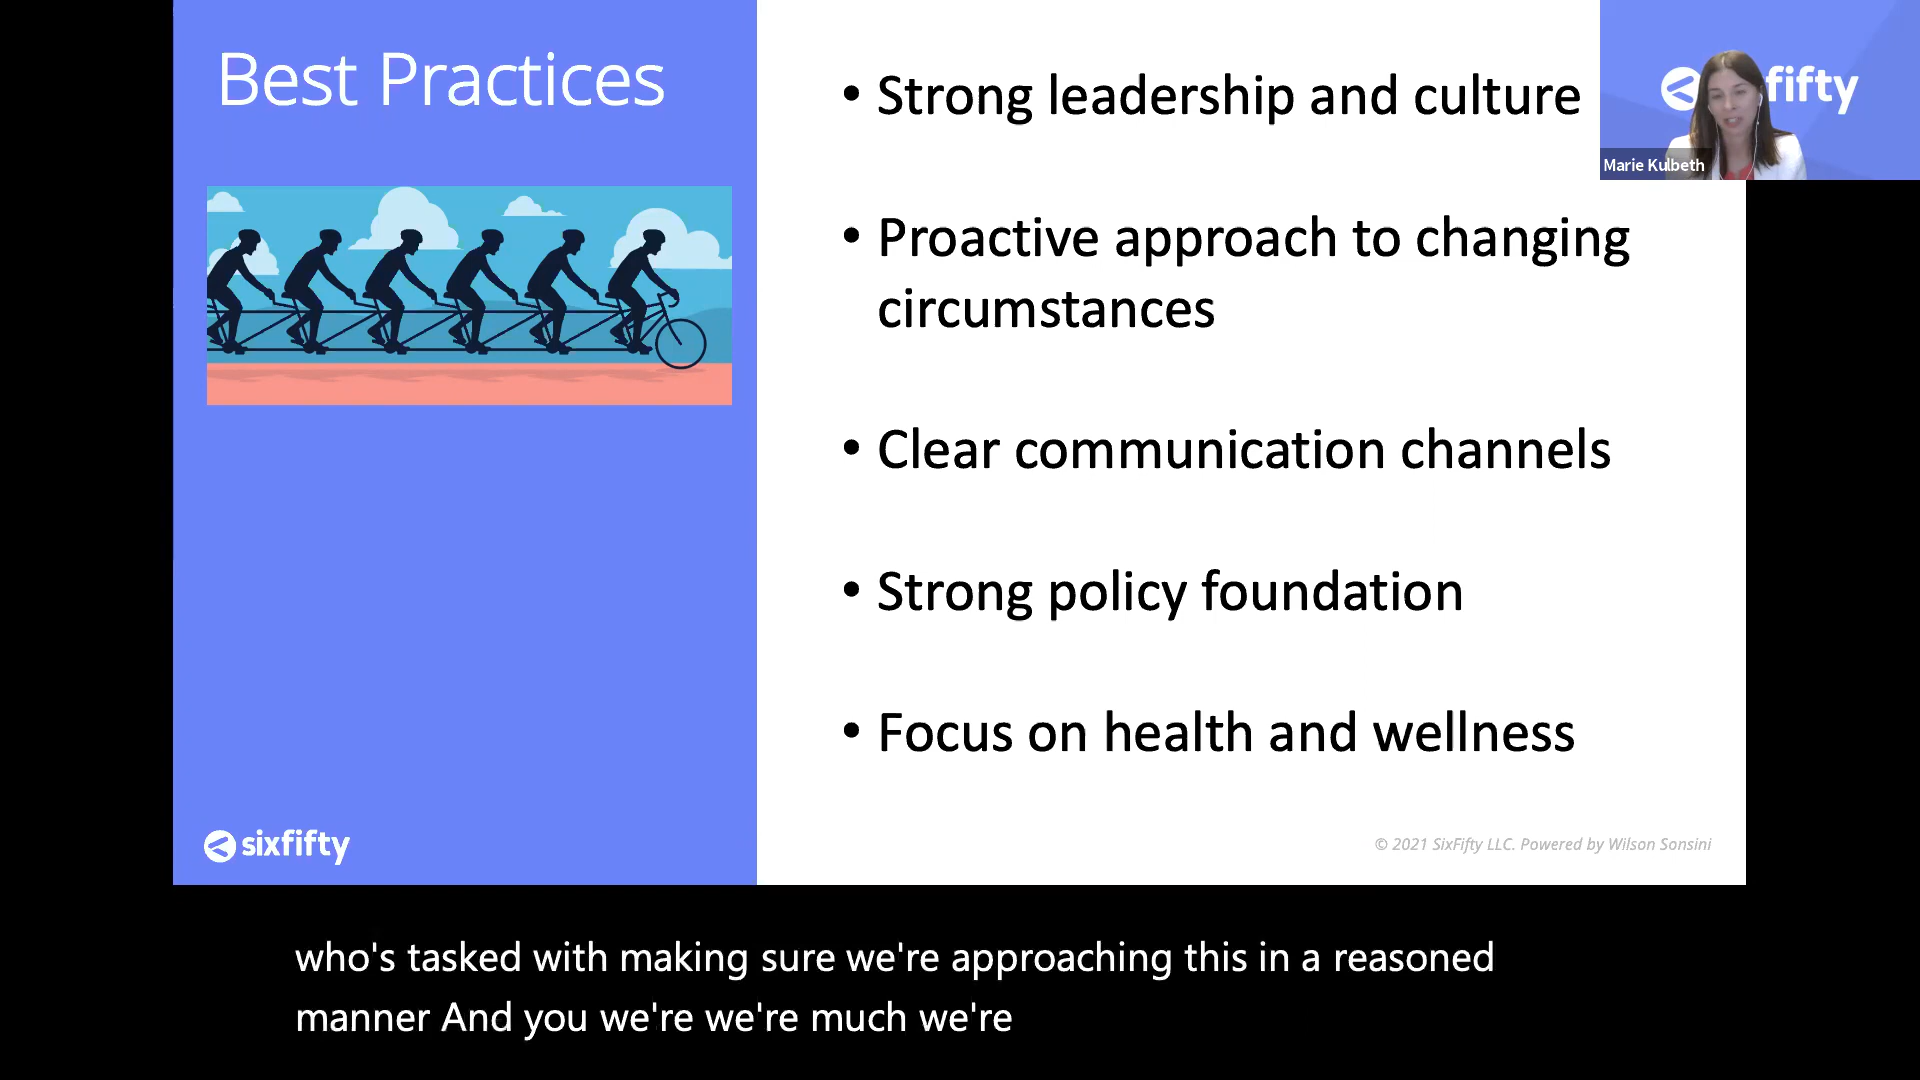 Best Practices
• Strong leadership and culture
fifty
Marie Kulbeth
• Proactive approach to changing
circumstances
• Clear communication channels
• Strong policy foundation
• Focus on health and wellness
sixfifty
© 2021 SixFifty LLC. Powered by Wilson Sonsini
who's tasked with making sure we're approaching this in a reasoned
manner And you we're we're much we're